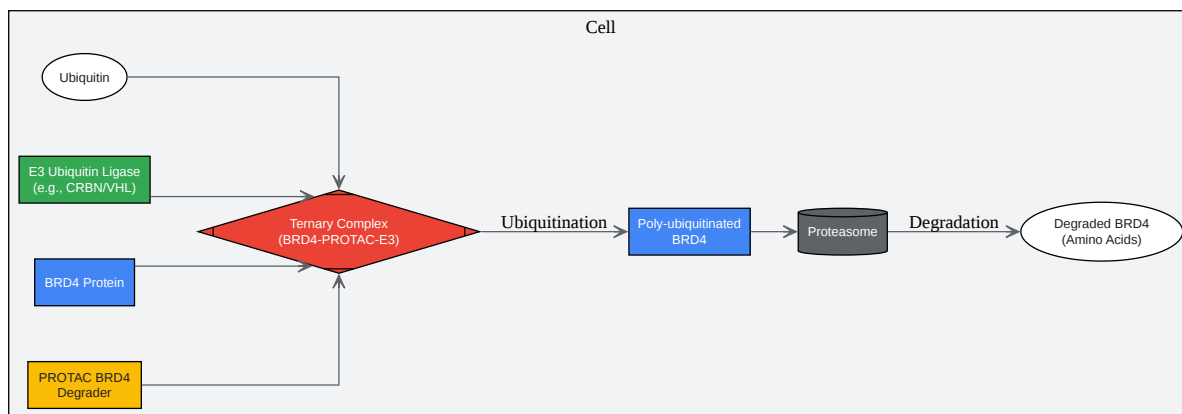 Cell
Ubiquitin
E3 Ubiquitin Ligase
(e.g., CRBN/VHL)
BRD4 Protein
PROTAC BRD4
Degrader
Ternary Complex
(BRD4-PROTAC-E3)
Ubiquitination
Poly-ubiquitinated
BRD4
Proteasome
Degradation
Degraded BRD4
(Amino Acids)